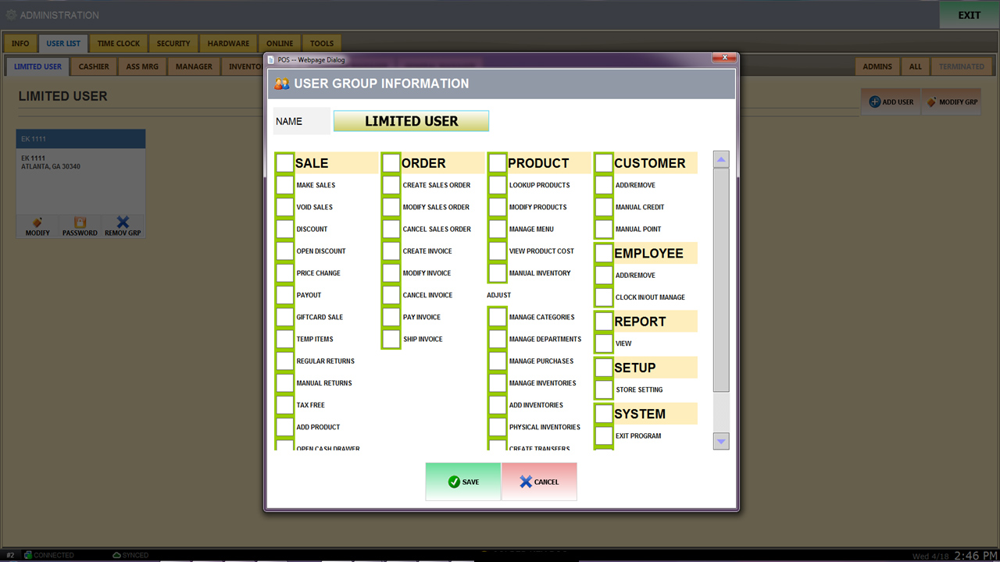 ADMINISTRATION
EXIT
INFO USER LIST TIME CLOCK SECURITY HARDWARE ONLINE TOOLS
POS -- Webpage Dialog
LIMITED USER CASHIER ASS MRG MANAGER INVENTO ADMINS ALL TERMINATED
USER GROUP INFORMATION
LIMITED USER
ADD USER MODIFY GRP
NAME LIMITED USER
EK 1111
EK 1111
ATLANTA, GA 30340
MODIFY PASSWORD REMOV GRP
SALE
MAKE SALES
VOID SALES
DISCOUNT
OPEN DISCOUNT
PRICE CHANGE
PAYOUT
GIFTCARD SALE
TEMP ITEMS
REGULAR RETURNS
MANUAL RETURNS
TAX FREE
ADD PRODUCT
OPEN CASH DRAWER
ORDER
CREATE SALES ORDER
MODIFY SALES ORDER
CANCEL SALES ORDER
CREATE INVOICE
MODIFY INVOICE
CANCEL INVOICE
PAY INVOICE
SHIP INVOICE
PRODUCT
LOOKUP PRODUCTS
MODIFY PRODUCTS
MANAGE MENU
VIEW PRODUCT COST
MANUAL INVENTORY
ADJUST
MANAGE CATEGORIES
MANAGE DEPARTMENTS
MANAGE PURCHASES
MANAGE INVENTORIES
ADD INVENTORIES
PHYSICAL INVENTORIES
CREATE TRANSFERS
CUSTOMER
ADD/REMOVE
MANUAL CREDIT
MANUAL POINT
EMPLOYEE
ADD/REMOVE
CLOCK IN/OUT MANAGE
REPORT
VIEW
SETUP
STORE SETTING
SYSTEM
EXIT PROGRAM
SAVE CANCEL
#2 CONNECTED SYNCED Wed 4/18 2:46 PM